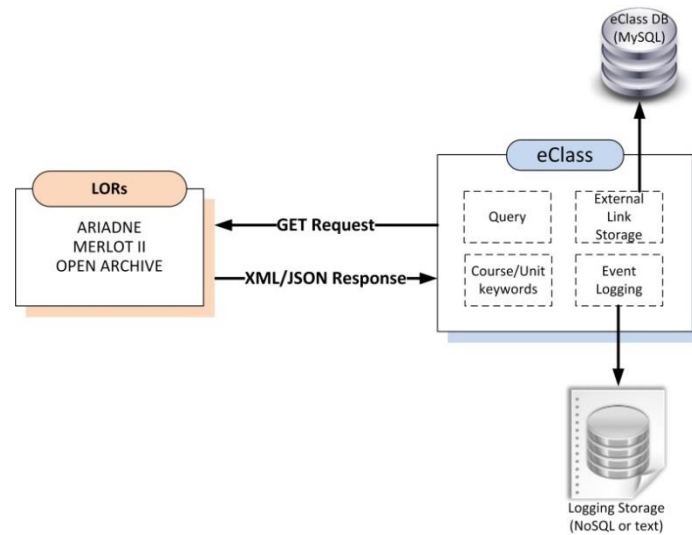 eClass DB
(MySQL)
eClass
LORs
ARIADNE
MERLOT II
OPEN ARCHIVE
GET Request
XML/JSON Response
Query
External
Link
Storage
Course/Unit
keywords
Event
Logging
Logging Storage
(NoSQL or text)